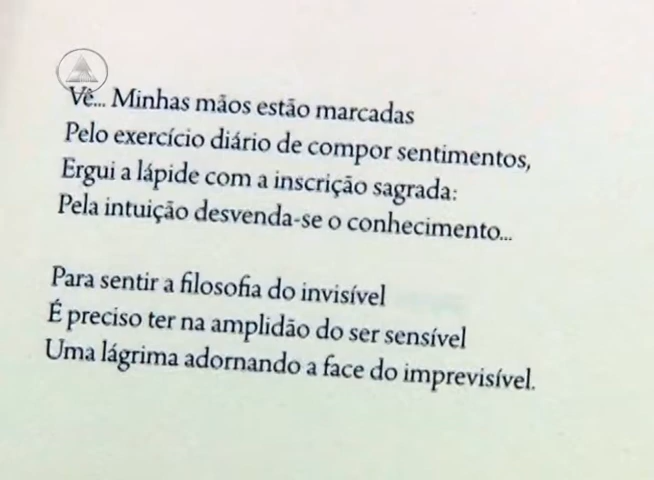 Vê... Minhas mãos estão marcadas
Pelo exercício diário de compor sentimentos,
Ergui a lápide com a inscrição sagrada:
Pela intuição desvenda-se o conhecimento...
Para sentir a filosofia do invisível
É preciso ter na amplidão do ser sensível
Uma lágrima adornando a face do imprevisível.